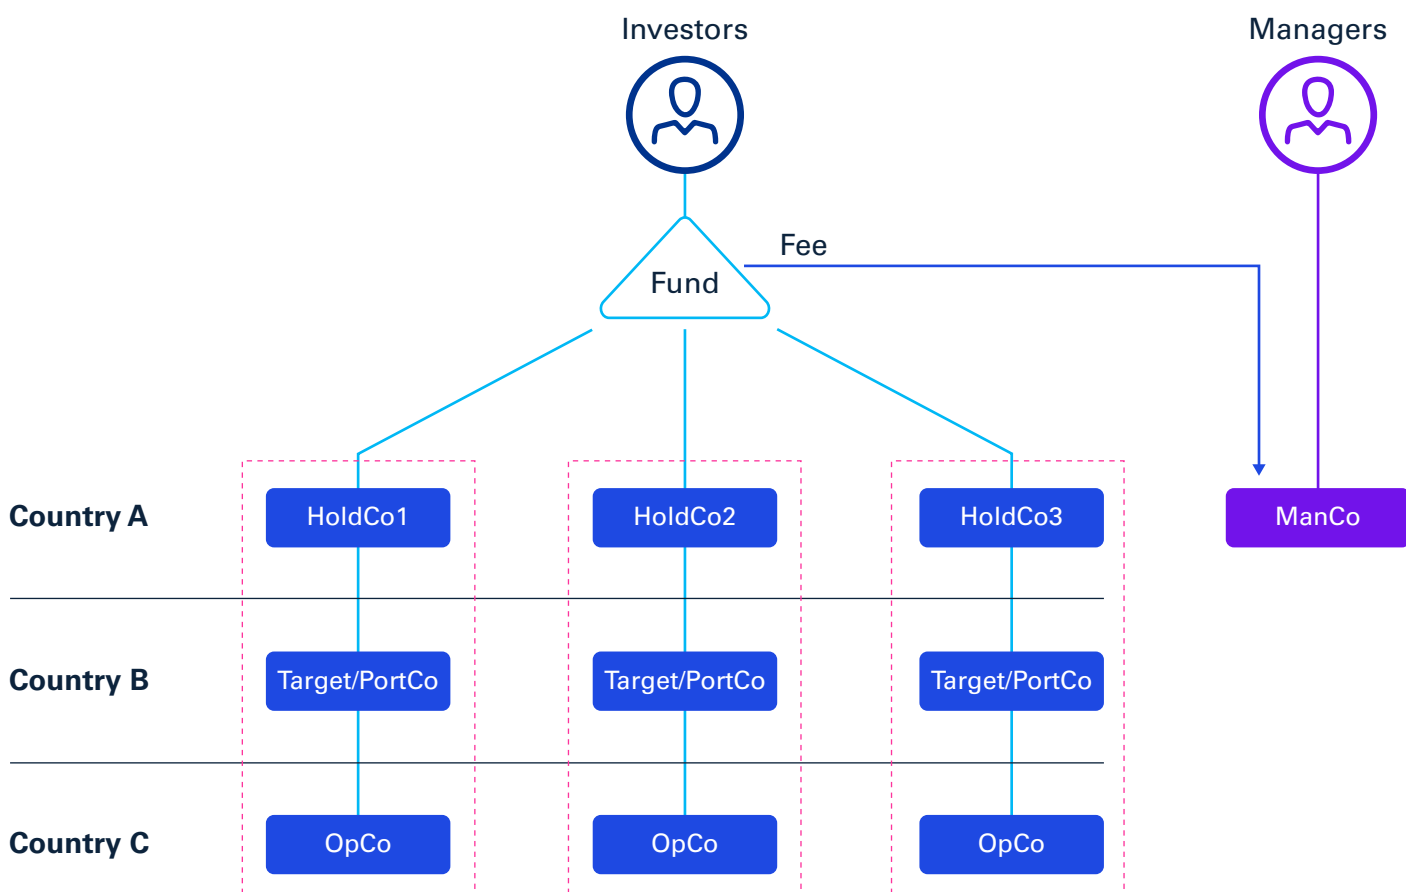 Investors
Managers
Fee
Fund
Country A
HoldCo1
HoldCo2
HoldCo3
ManCo
Country B
Target/PortCo
Target/PortCo
Target/PortCo
Country C
OpCo
OpCo
OpCo